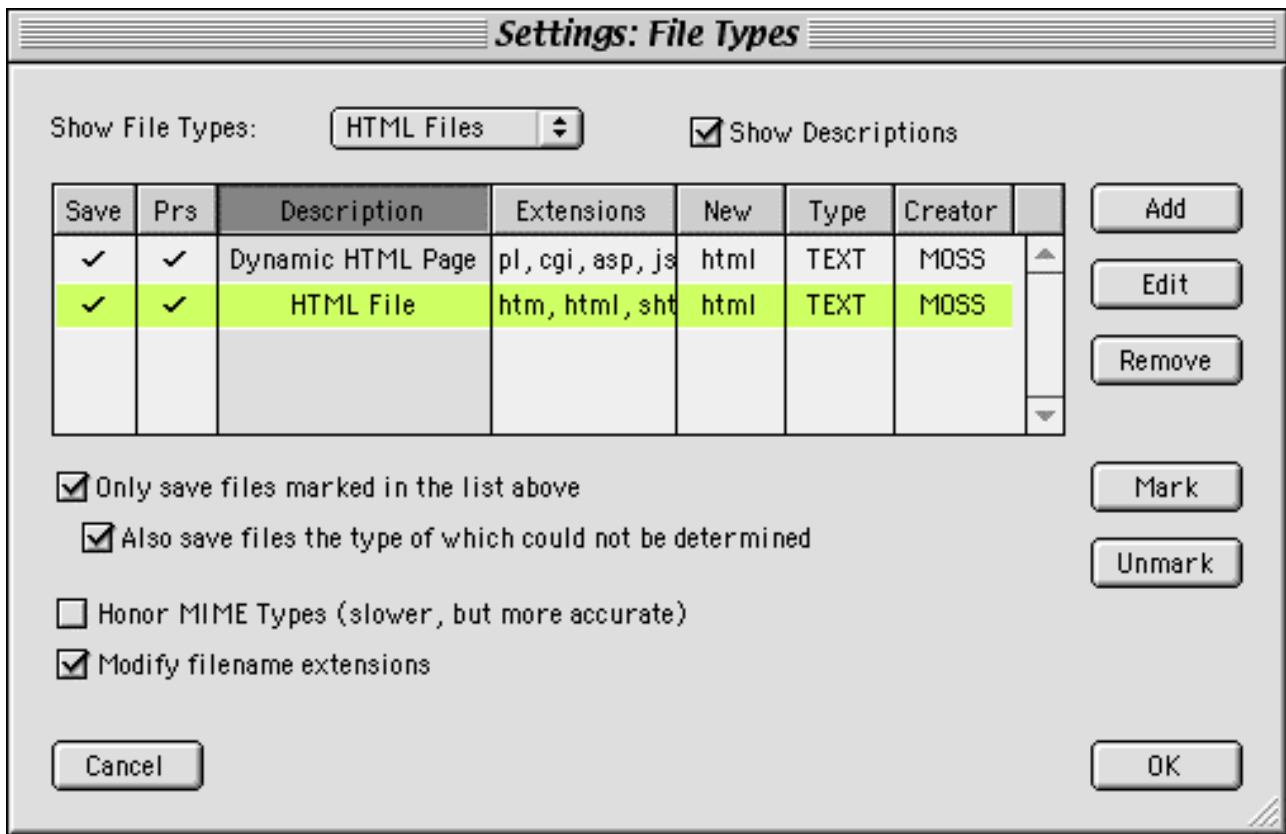 Settings: File Types
Show File Types: HTML Files Show Descriptions
Save Prs Description Extensions New Type Creator Add
Dynamic HTML Page pl, cgi, asp, js html TEXT MOSS
HTML File htm, html, sht html TEXT MOSS Edit
Remove
Only save files marked in the list above Mark
Also save files the type of which could not be determined
Unmark
Honor MIME Types (slower, but more accurate)
Modify filename extensions
Cancel OK